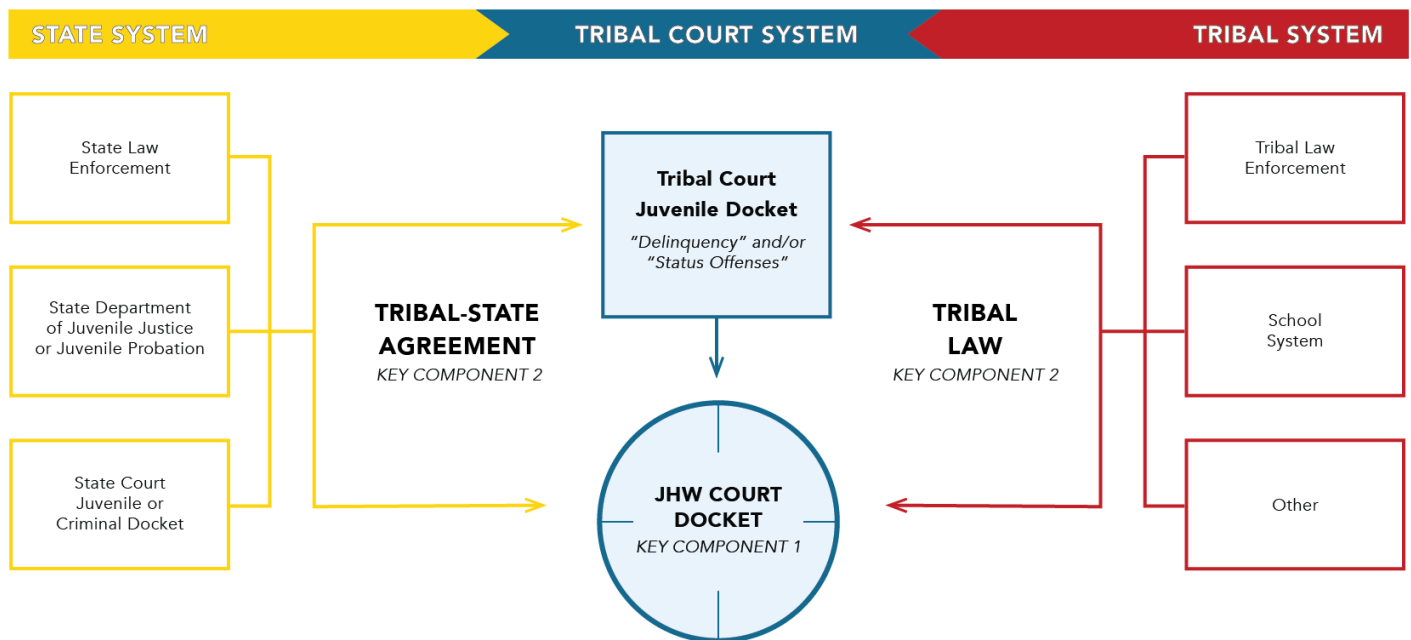 STATE SYSTEM
TRIBAL COURT SYSTEM
TRIBAL SYSTEM
State Law
Enforcement
State Department
of Juvenile Justice
or Juvenile Probation
State Court
Juvenile or
Criminal Docket
TRIBAL-STATE
AGREEMENT
KEY COMPONENT 2
Tribal Court
Juvenile Docket
“Delinquency” and/or
“Status Offenses”
JHW COURT
DOCKET
KEY COMPONENT 1
TRIBAL
LAW
KEY COMPONENT 2
Tribal Law
Enforcement
School
System
Other